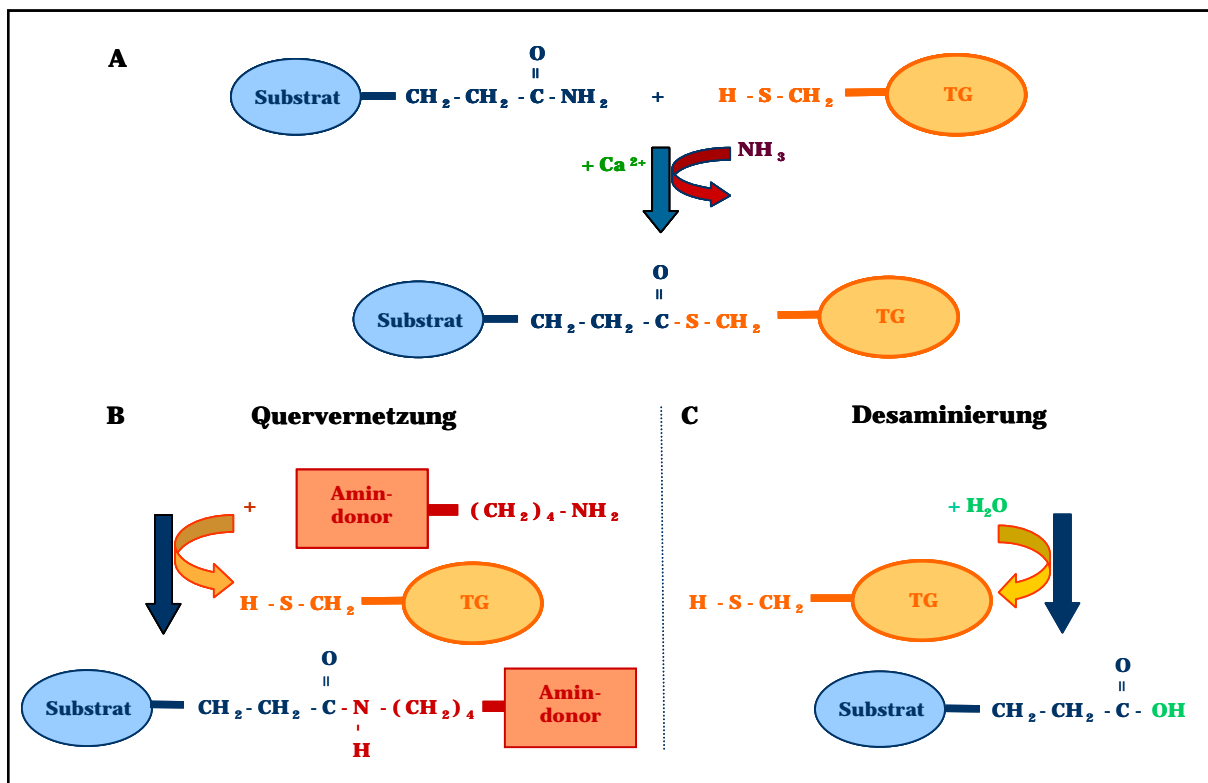 A
O
Substrat CH₂-CH₂-C-NH₂ + H-S-CH₂ TG
+ Ca²⁺ NH₃
O
Substrat CH₂-CH₂-C-S-CH₂ TG
B Quervernetzung
+ Amin-
donor (CH₂)₄-NH₂
H-S-CH₂ TG
O
Substrat CH₂-CH₂-C-N-(CH₂)₄ Amin-
donor
H
C Desaminierung
+ H₂O
H-S-CH₂ TG
O
Substrat CH₂-CH₂-C-OH